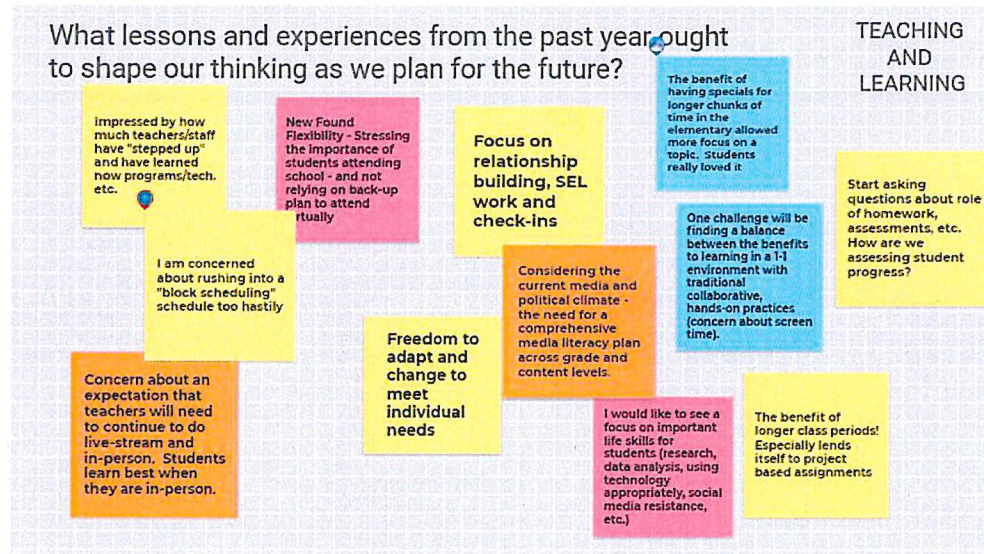 What lessons and experiences from the past year ought
to shape our thinking as we plan for the future?
TEACHING
AND
LEARNING
Impressed by how
much teachers/staff
have "stepped up"
and have learned
now programs/tech.
etc.
New Found
Flexibility - Stressing
the importance of
students attending
school - and not
relying on back-up
plan to attend
virtually
Focus on
relationship
building, SEL
work and
check-ins
The benefit of
having specials for
longer chunks of
time in the
elementary allowed
more focus on a
topic. Students
really loved it
Start asking
questions about role
of homework,
assessments, etc.
How are we
assessing student
progress?
I am concerned
about rushing into a
"block scheduling"
schedule too hastily
Considering the
current media and
political climate -
the need for a
comprehensive
media literacy plan
across grade and
content levels.
One challenge will be
finding a balance
between the benefits
to learning in a 1-1
environment with
traditional
collaborative,
hands-on practices
(concern about screen
time).
Concern about an
expectation that
teachers will need
to continue to do
live-stream and
in-person. Students
learn best when
they are in-person.
Freedom to
adapt and
change to
meet
individual
needs
I would like to see a
focus on important
life skills for
students (research,
data analysis, using
technology
appropriately, social
media resistance,
etc.)
The benefit of
longer class periods!
Especially lends
itself to project
based assignments